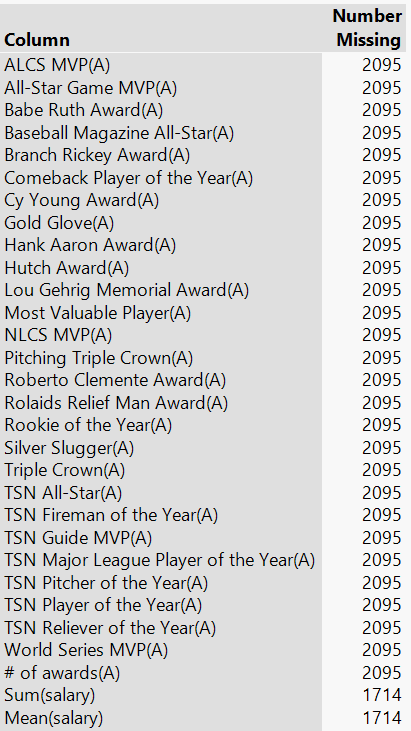 Number
Column Missing
ALCS MVP(A) 2095
All-Star Game MVP(A) 2095
Babe Ruth Award(A) 2095
Baseball Magazine All-Star(A) 2095
Branch Rickey Award(A) 2095
Comeback Player of the Year(A) 2095
Cy Young Award(A) 2095
Gold Glove(A) 2095
Hank Aaron Award(A) 2095
Hutch Award(A) 2095
Lou Gehrig Memorial Award(A) 2095
Most Valuable Player(A) 2095
NLCS MVP(A) 2095
Pitching Triple Crown(A) 2095
Roberto Clemente Award(A) 2095
Rolaids Relief Man Award(A) 2095
Rookie of the Year(A) 2095
Silver Slugger(A) 2095
Triple Crown(A) 2095
TSN All-Star(A) 2095
TSN Fireman of the Year(A) 2095
TSN Guide MVP(A) 2095
TSN Major League Player of the Year(A) 2095
TSN Pitcher of the Year(A) 2095
TSN Player of the Year(A) 2095
TSN Reliever of the Year(A) 2095
World Series MVP(A) 2095
# of awards(A) 2095
Sum(salary) 1714
Mean(salary) 1714